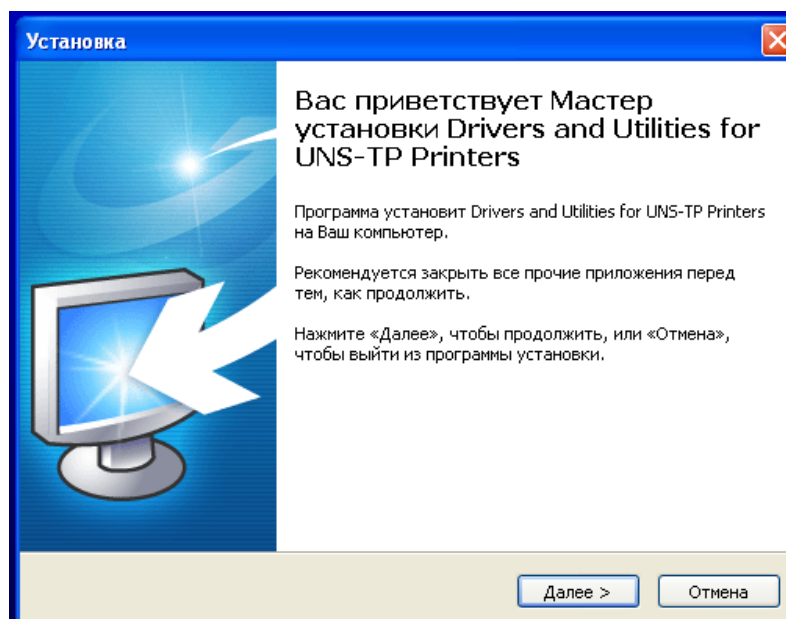 Установка
Вас приветствует Мастер
установки Drivers and Utilities for
UNS-TP Printers
Программа установит Drivers and Utilities for UNS-TP Printers
на Ваш компьютер.
Рекомендуется закрыть все прочие приложения перед
тем, как продолжить.
Нажмите «Далее», чтобы продолжить, или «Отмена»,
чтобы выйти из программы установки.
Далее >
Отмена